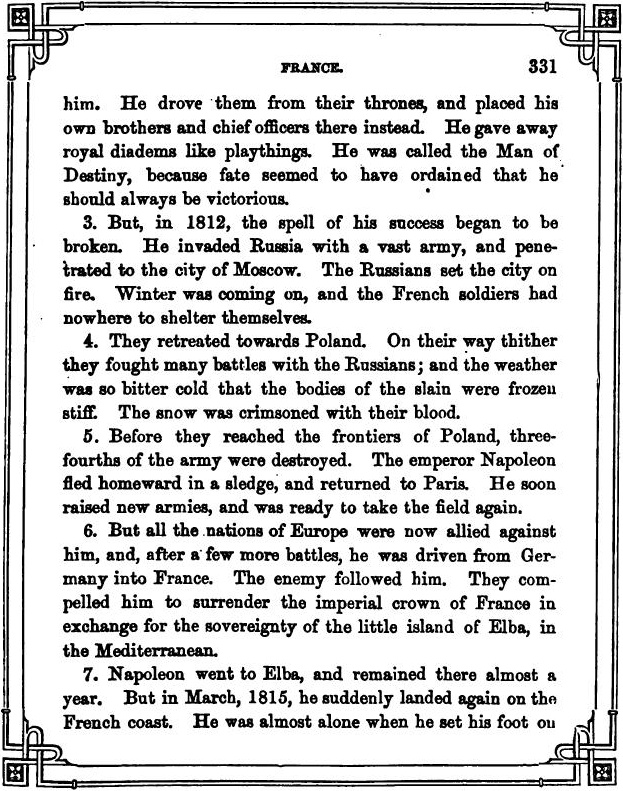 FRANCE. 331
him. He drove them from their thrones, and placed his
own brothers and chief officers there instead. He gave away
royal diadems like playthings. He was called the Man of
Destiny, because fate seemed to have ordained that he
should always be victorious.
3. But, in 1812, the spell of his success began to be
broken. He invaded Russia with a vast army, and pene-
trated to the city of Moscow. The Russians set the city on
fire. Winter was coming on, and the French soldiers had
nowhere to shelter themselves.
4. They retreated towards Poland. On their way thither
they fought many battles with the Russians; and the weather
was so bitter cold that the bodies of the slain were frozen
stiff. The snow was crimsoned with their blood.
5. Before they reached the frontiers of Poland, three-
fourths of the army were destroyed. The emperor Napoleon
fled homeward in a sledge, and returned to Paris. He soon
raised new armies, and was ready to take the field again.
6. But all the nations of Europe were now allied against
him, and, after a few more battles, he was driven from Ger-
many into France. The enemy followed him. They com-
pelled him to surrender the imperial crown of France in
exchange for the sovereignty of the little island of Elba, in
the Mediterranean.
7. Napoleon went to Elba, and remained there almost a
year. But in March, 1815, he suddenly landed again on the
French coast. He was almost alone when he set his foot on